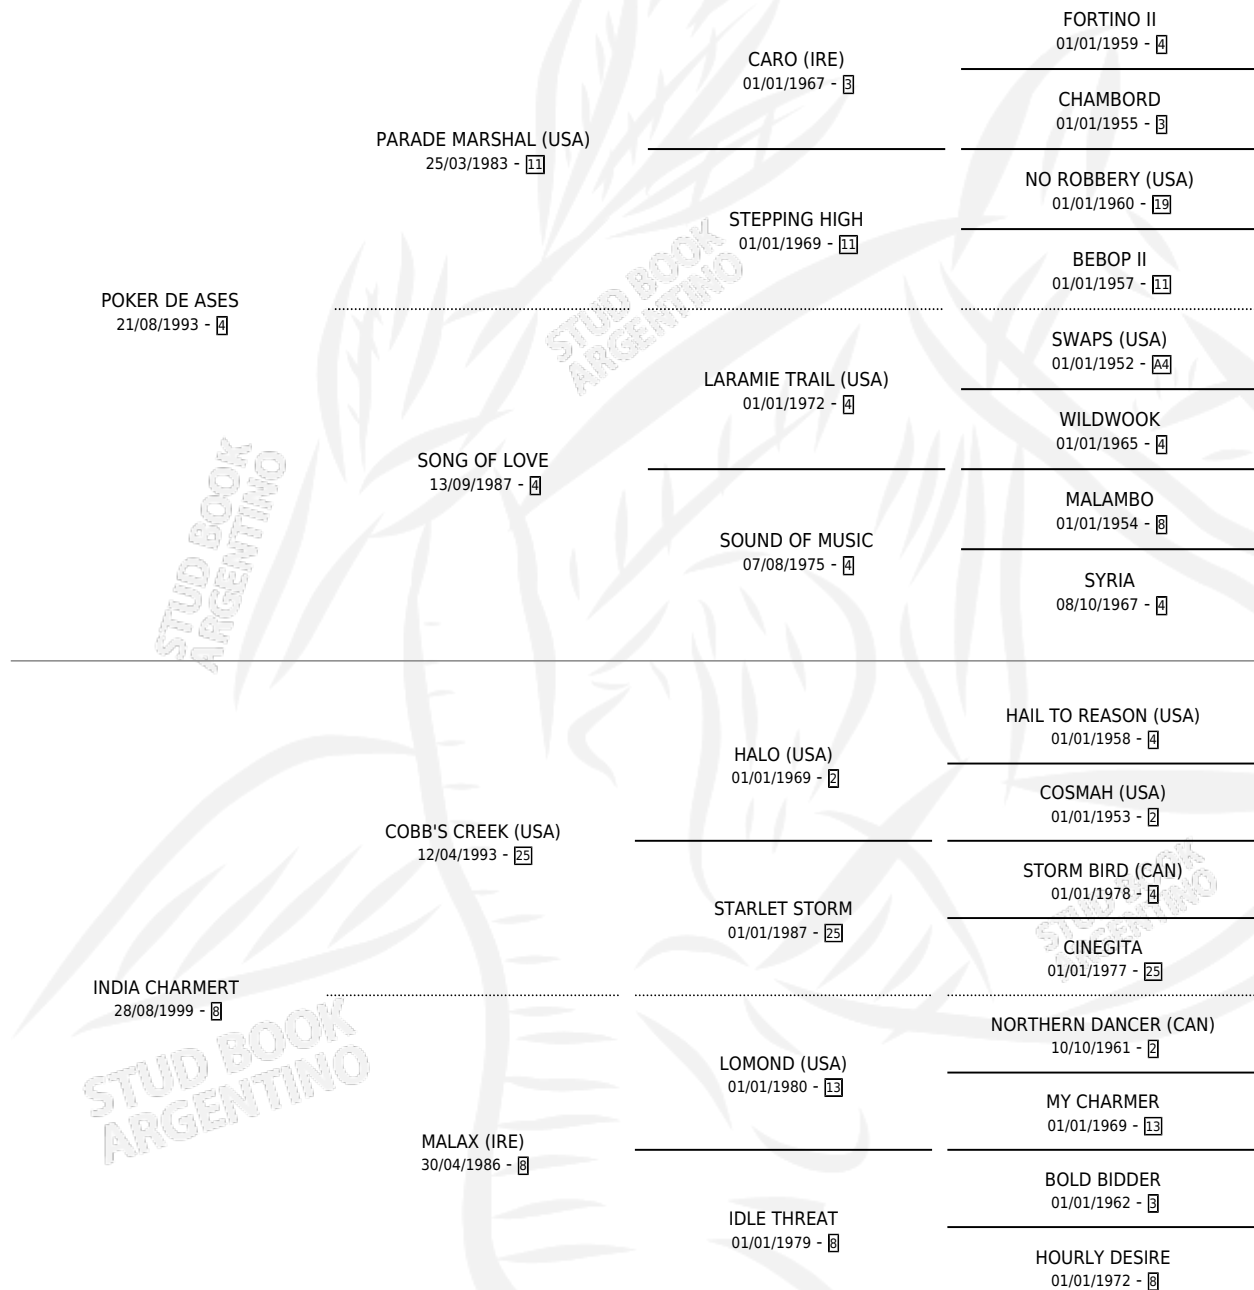 FORTINO II
01/01/1959 - 4
CARO (IRE)
01/01/1967 - 3
CHAMBORD
01/01/1955 - 3
PARADE MARSHAL (USA)
25/03/1983 - 11
NO ROBBERY (USA)
01/01/1960 - 19
STEPPING HIGH
01/01/1969 - 11
BEBOP II
01/01/1957 - 11
POKER DE ASES
21/08/1993 - 4
STUD BOOK
ARGENTINO
SWAPS (USA)
01/01/1952 - A4
LARAMIE TRAIL (USA)
01/01/1972 - 4
WILDWOOK
01/01/1965 - 4
SONG OF LOVE
13/09/1987 - 4
MALAMBO
01/01/1954 - 8
SOUND OF MUSIC
07/08/1975 - 4
SYRIA
08/10/1967 - 4
STUD BOOK
ARGENTINO
HAIL TO REASON (USA)
01/01/1958 - 4
HALO (USA)
01/01/1969 - 2
COSMAH (USA)
01/01/1953 - 2
COBB'S CREEK (USA)
12/04/1993 - 25
STORM BIRD (CAN)
01/01/1978 - 4
STARLET STORM
01/01/1987 - 25
CINEGITA
01/01/1977 - 25
STUD BOOK
ARGENTINO
INDIA CHARMERT
28/08/1999 - 8
STUD BOOK
ARGENTINO
NORTHERN DANCER (CAN)
10/10/1961 - 2
LOMOND (USA)
01/01/1980 - 13
MY CHARMER
01/01/1969 - 13
MALAX (IRE)
30/04/1986 - 8
BOLD BIDDER
01/01/1962 - 3
IDLE THREAT
01/01/1979 - 8
HOURLY DESIRE
01/01/1972 - 8